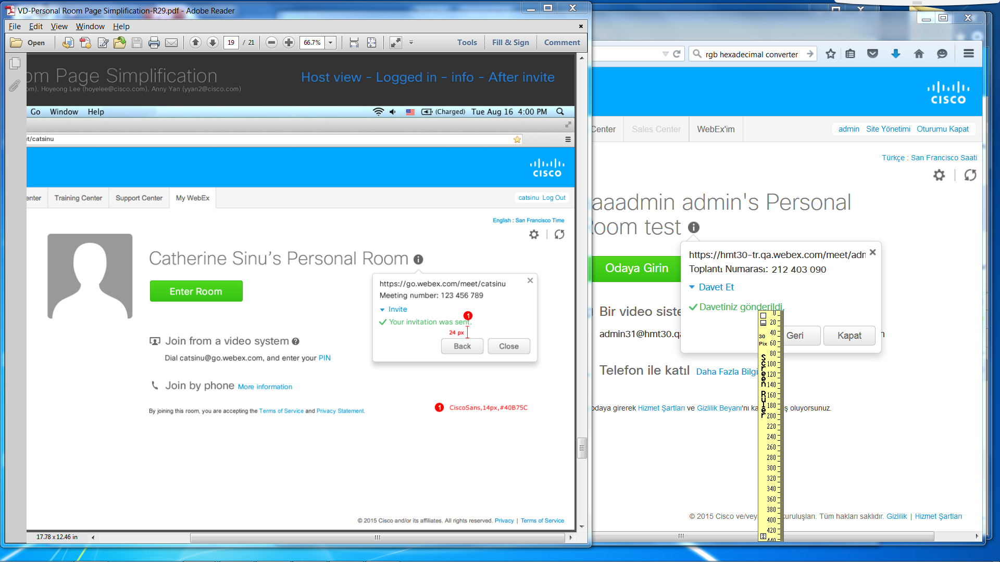 VD-Personal Room Page Simplification-R29.pdf - Adobe Reader
File Edit View Window Help
Open 19 / 21 66.7% Tools Fill & Sign Comment
om Page Simplification
Host view - Logged in - info - After invite
om), Hoyeong Lee (hoyelee@cisco.com), Anny Yan (yyan2@cisco.com)
Go Window Help (Charged) Tue Aug 16 4:00 PM
et/catsinu
CISCO
enter Training Center Support Center My WebEx catsinu Log Out
English : San Francisco Time
Catherine Sinu's Personal Room
Enter Room
https://go.webex.com/meet/catsinu
Meeting number: 123 456 789
Invite
1
Your invitation was sent.
24 px
Back Close
Join from a video system
Dial catsinu@go.webex.com, and enter your PIN
Join by phone More information
1 CiscoSans,14px,#40B75C
By joining this room, you are accepting the Terms of Service and Privacy Statement.
© 2015 Cisco and/or its affiliates. All rights reserved. Privacy | Terms of Service
17.78 x 12.46 in
rgb hexadecimal converter
CISCO
Center Sales Center WebEx'im admin Site Yönetimi Oturumu Kapat
Türkçe : San Francisco Saati
aaadmin admin's Personal
Room test
Odaya Girin
https://hmt30-tr.qa.webex.com/meet/adm
Toplantı Numarası: 212 403 090
Davet Et
Davetiniz gönderildi.
Geri Kapat
Bir video siste
admin31@hmt30.qa
n
Telefon ile katıl Daha Fazla Bilgi
odaya girerek Hizmet Şartları ve Gizlilik Beyanı'nı ka ş oluyorsunuz.
© 2015 Cisco ve/veya kuruluşları. Tüm hakları saklıdır. Gizlilik | Hizmet Şartları
0
20
40
30
Pix 60
80
100
120
140
160
180
200
220
240
260
280
300
320
340
360
380
400
420
440
Screen Ruler